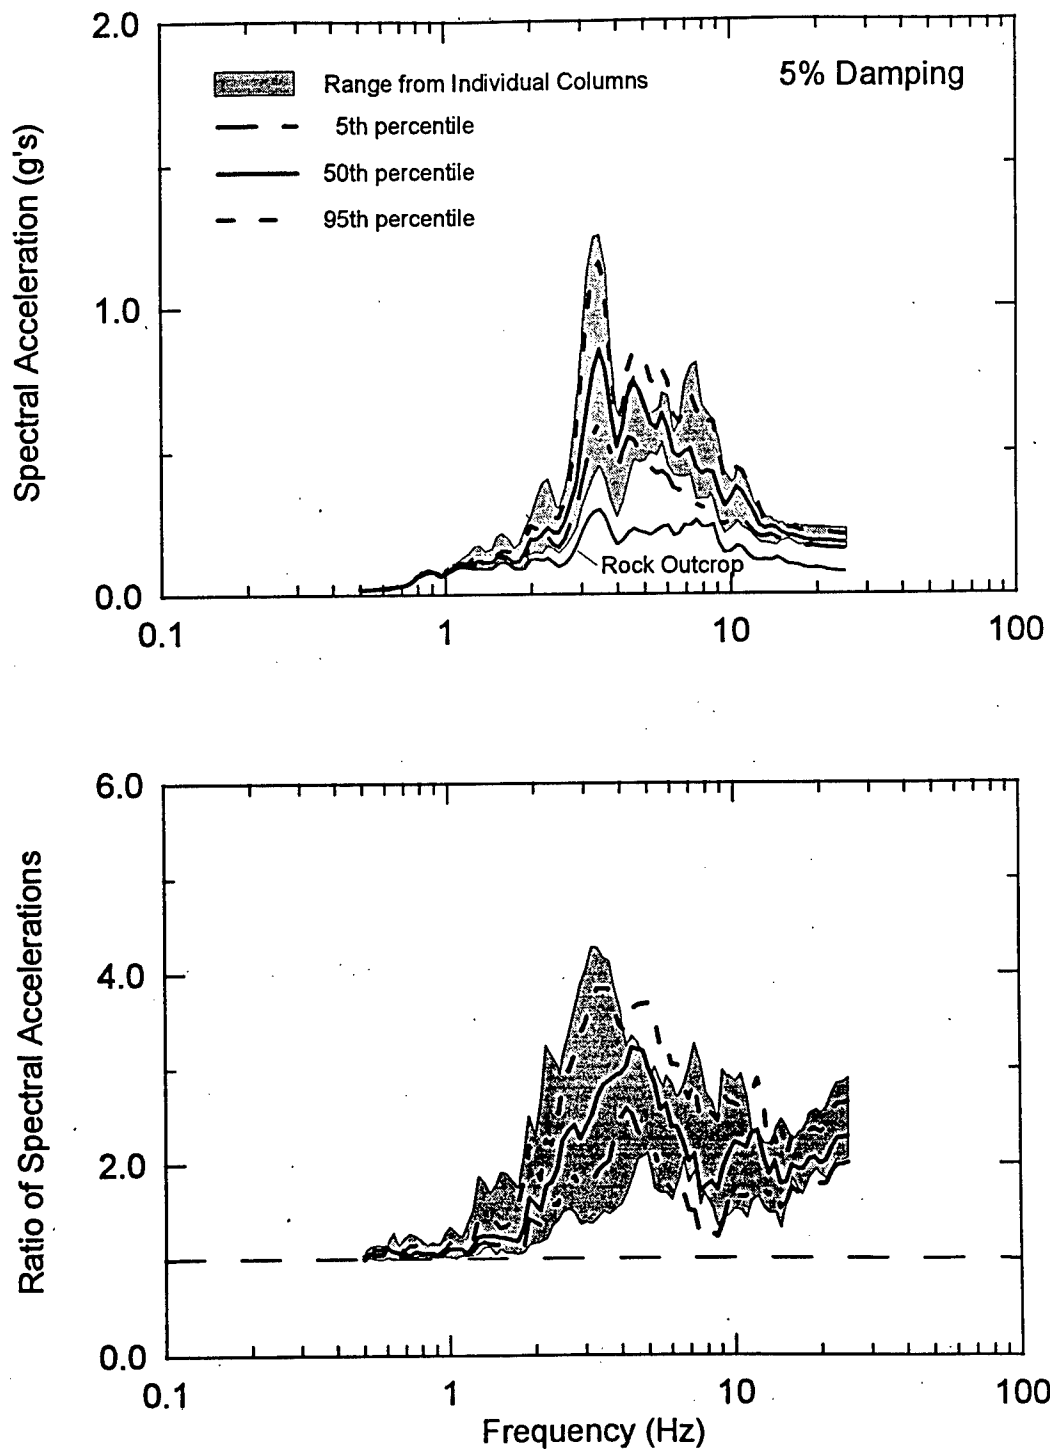 2.0
Range from Individual Columns
5% Damping
5th percentile
50th percentile
95th percentile
Spectral Acceleration (g's)
1.0
Rock Outcrop
0.0
0.1 1 10 100
6.0
4.0
Ratio of Spectral Accelerations
2.0
0.0
0.1 1 10 100
Frequency (Hz)